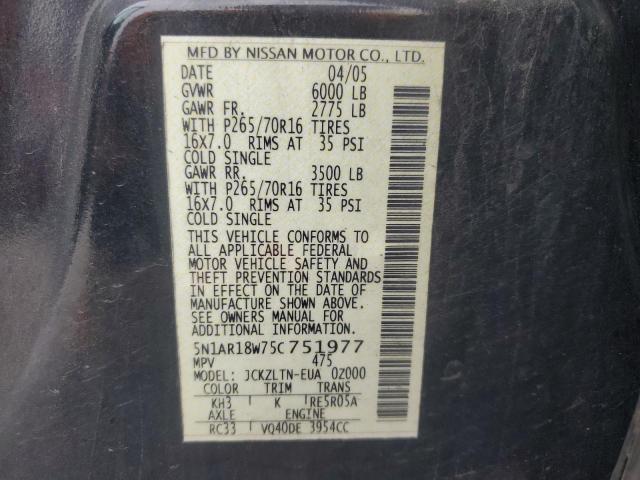 MFD BY NISSAN MOTOR CO., LTD.
DATE 04/05
GVWR 6000 LB
GAWR FR. 2775 LB
WITH P265/70R16 TIRES
16X7.0 RIMS AT 35 PSI
COLD SINGLE
GAWR RR. 3500 LB
WITH P265/70R16 TIRES
16X7.0 RIMS AT 35 PSI
COLD SINGLE
THIS VEHICLE CONFORMS TO
ALL APPLICABLE FEDERAL
MOTOR VEHICLE SAFETY AND
THEFT PREVENTION STANDARDS
IN EFFECT ON THE DATE OF
MANUFACTURE SHOWN ABOVE.
SEE OWNERS MANUAL FOR
ADDITIONAL INFORMATION.
5N1AR18W75C751977
MPV 475
MODEL: JCKZLTN-EUA 0Z000
COLOR TRIM TRANS
KH3 K RE5R05A
AXLE ENGINE
RC33 VQ40DE 3954CC